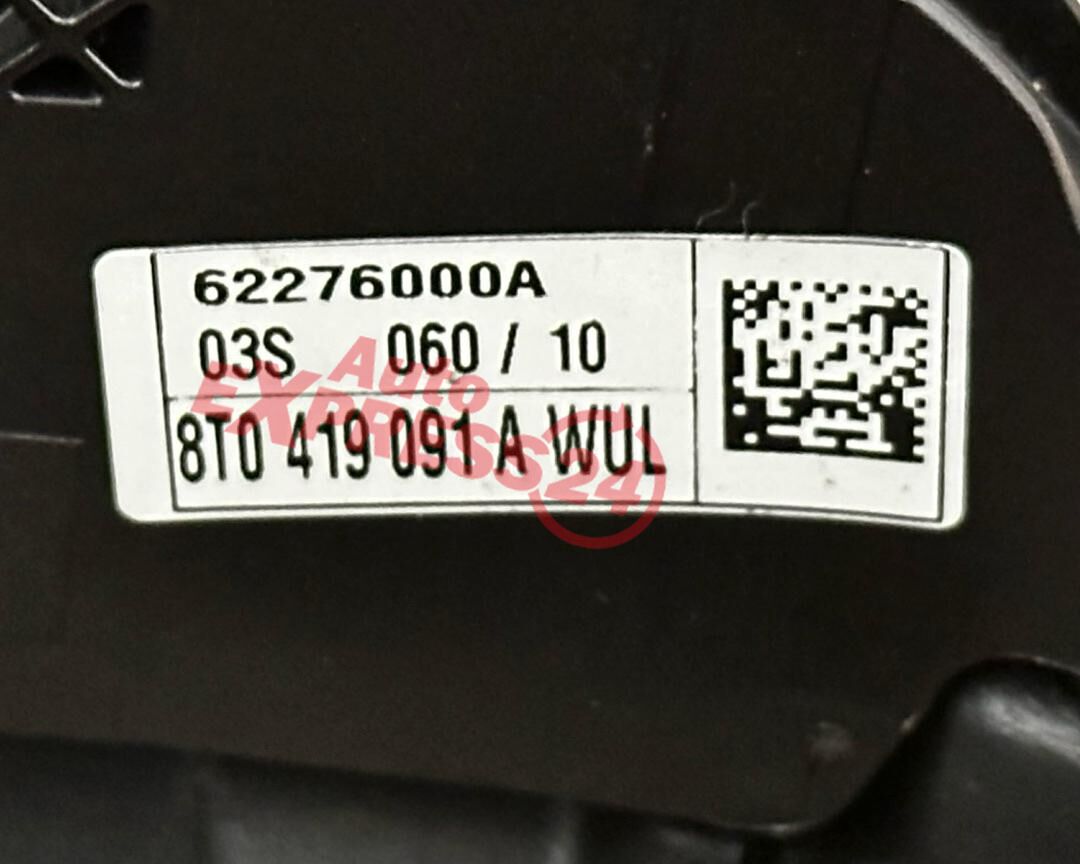 62276000A
03S 060 / 10
8T0 419 091 A WUL
Auto
EXPRESS24